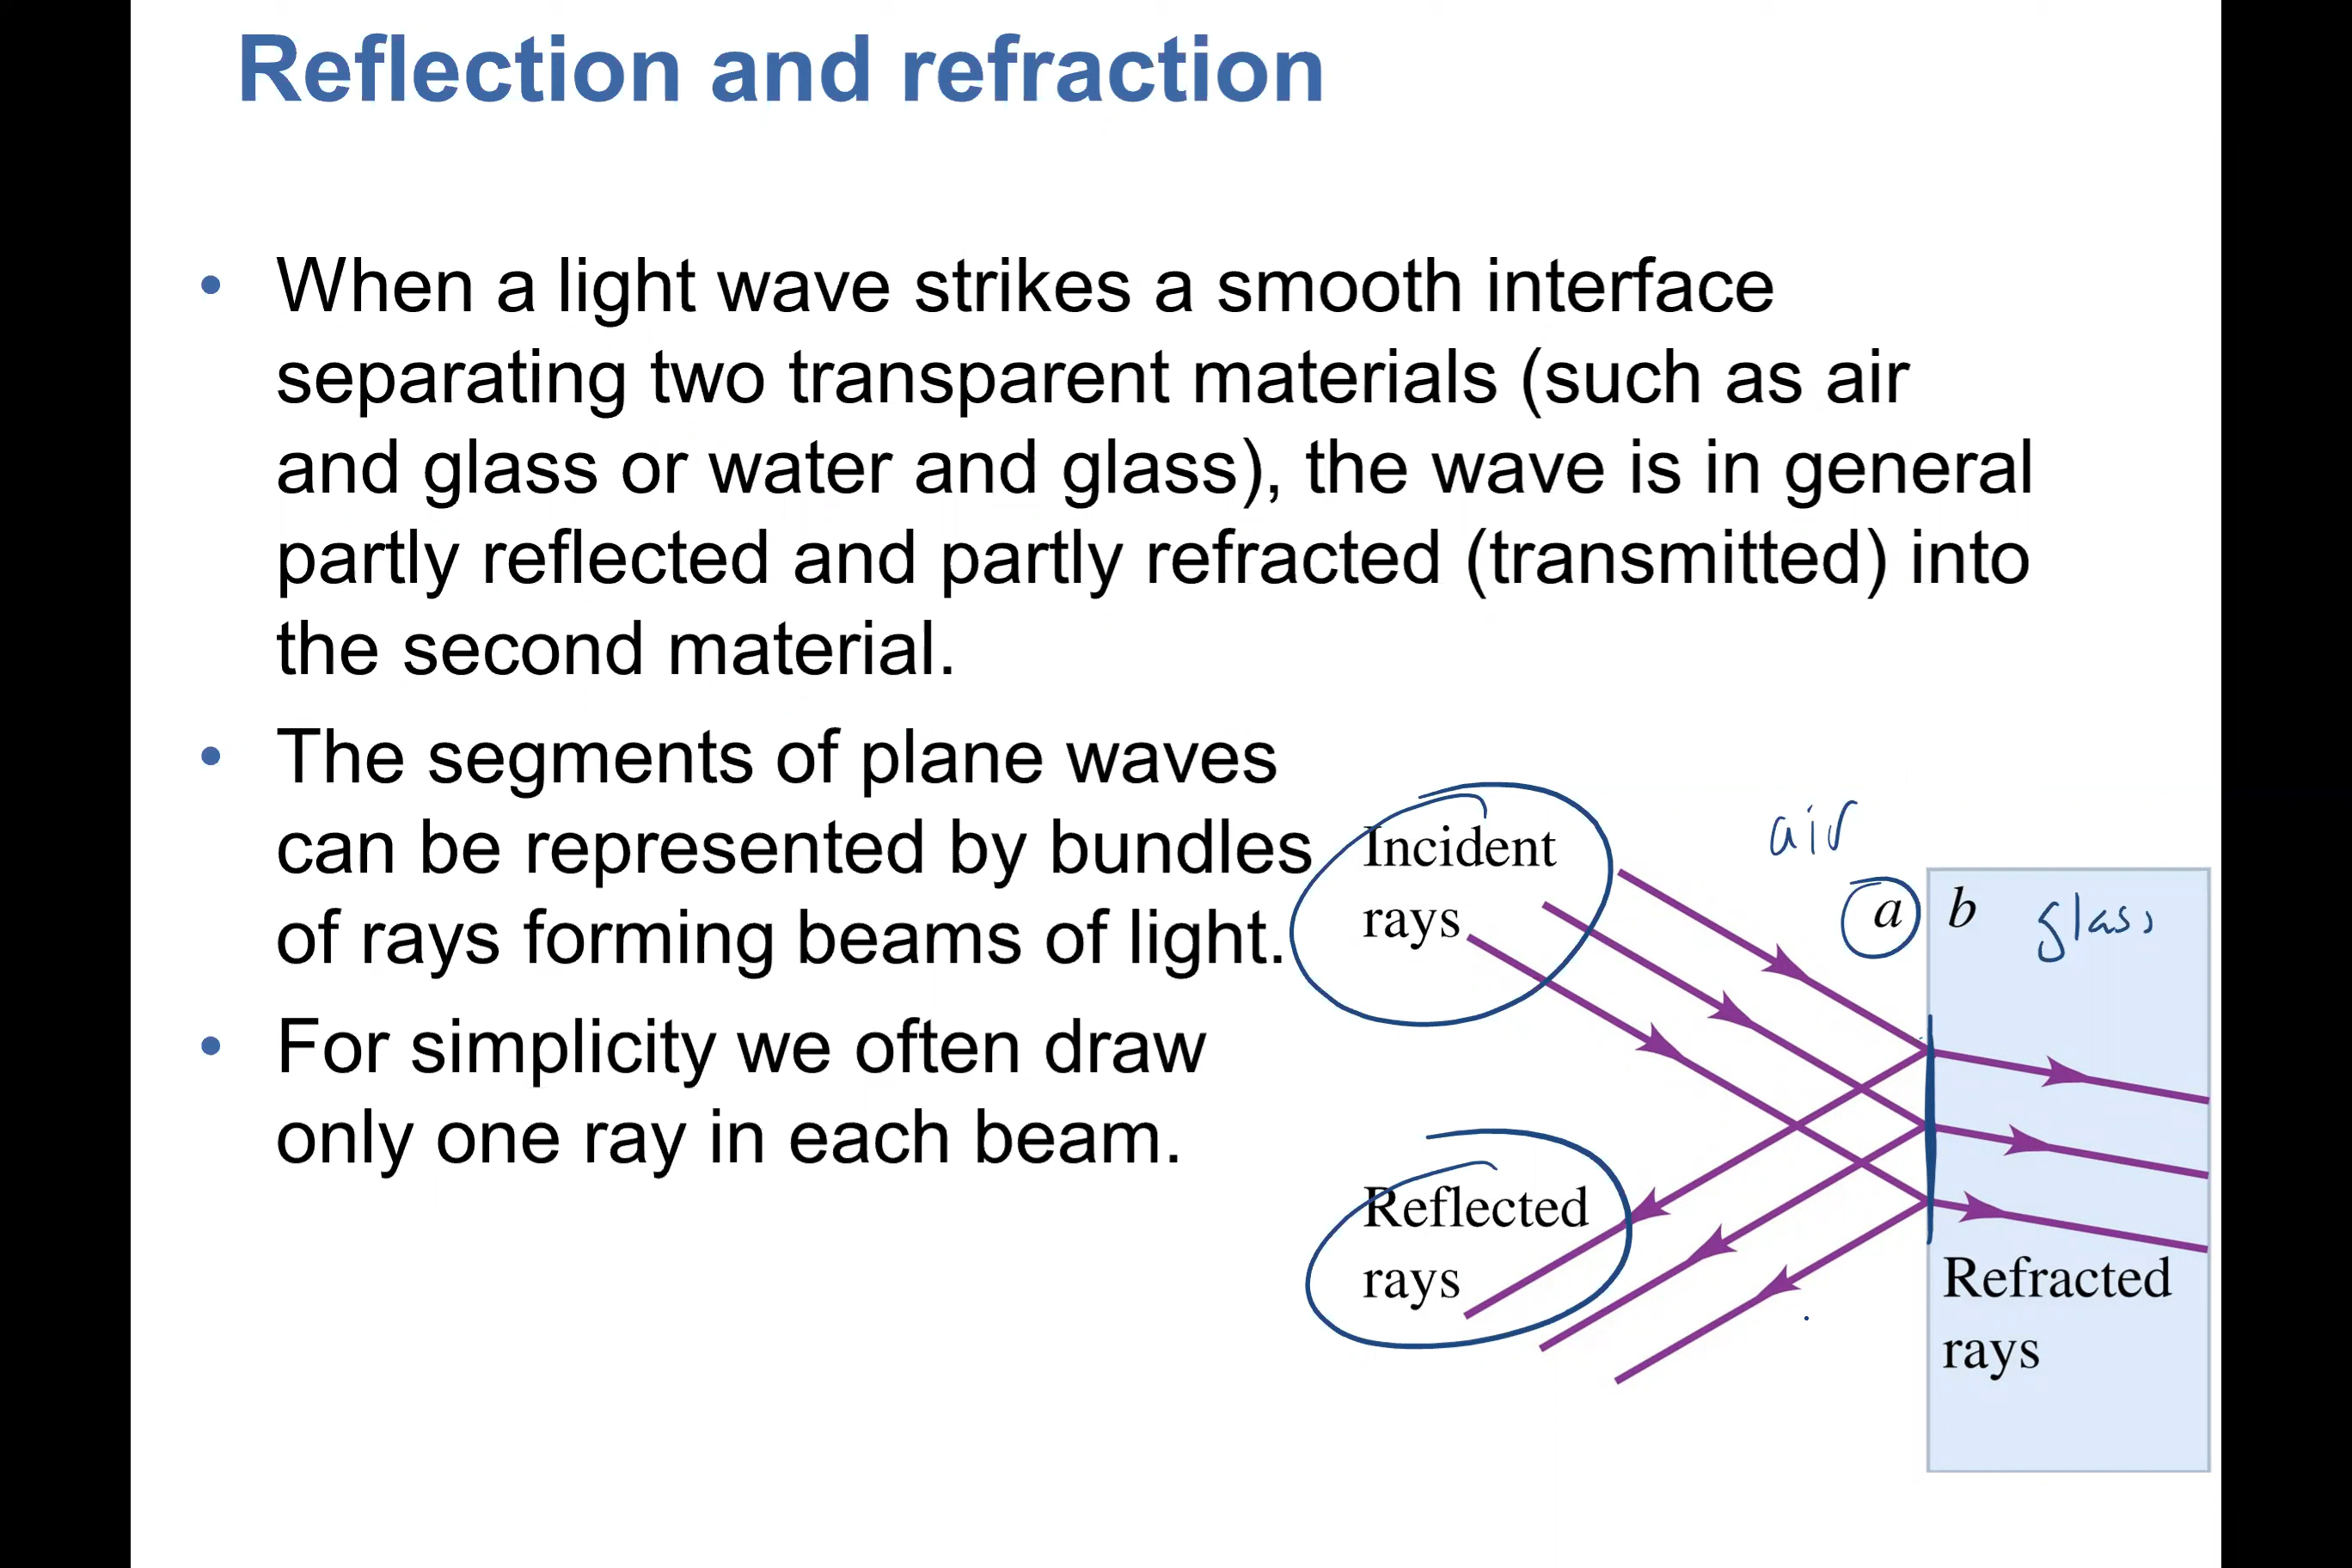 Reflection and refraction
• When a light wave strikes a smooth interface
separating two transparent materials (such as air
and glass or water and glass), the wave is in general
partly reflected and partly refracted (transmitted) into
the second material.
• The segments of plane waves
can be represented by bundles
of rays forming beams of light.
• For simplicity we often draw
only one ray in each beam.
Incident
rays
air
a b glass
Reflected
rays
Refracted
rays